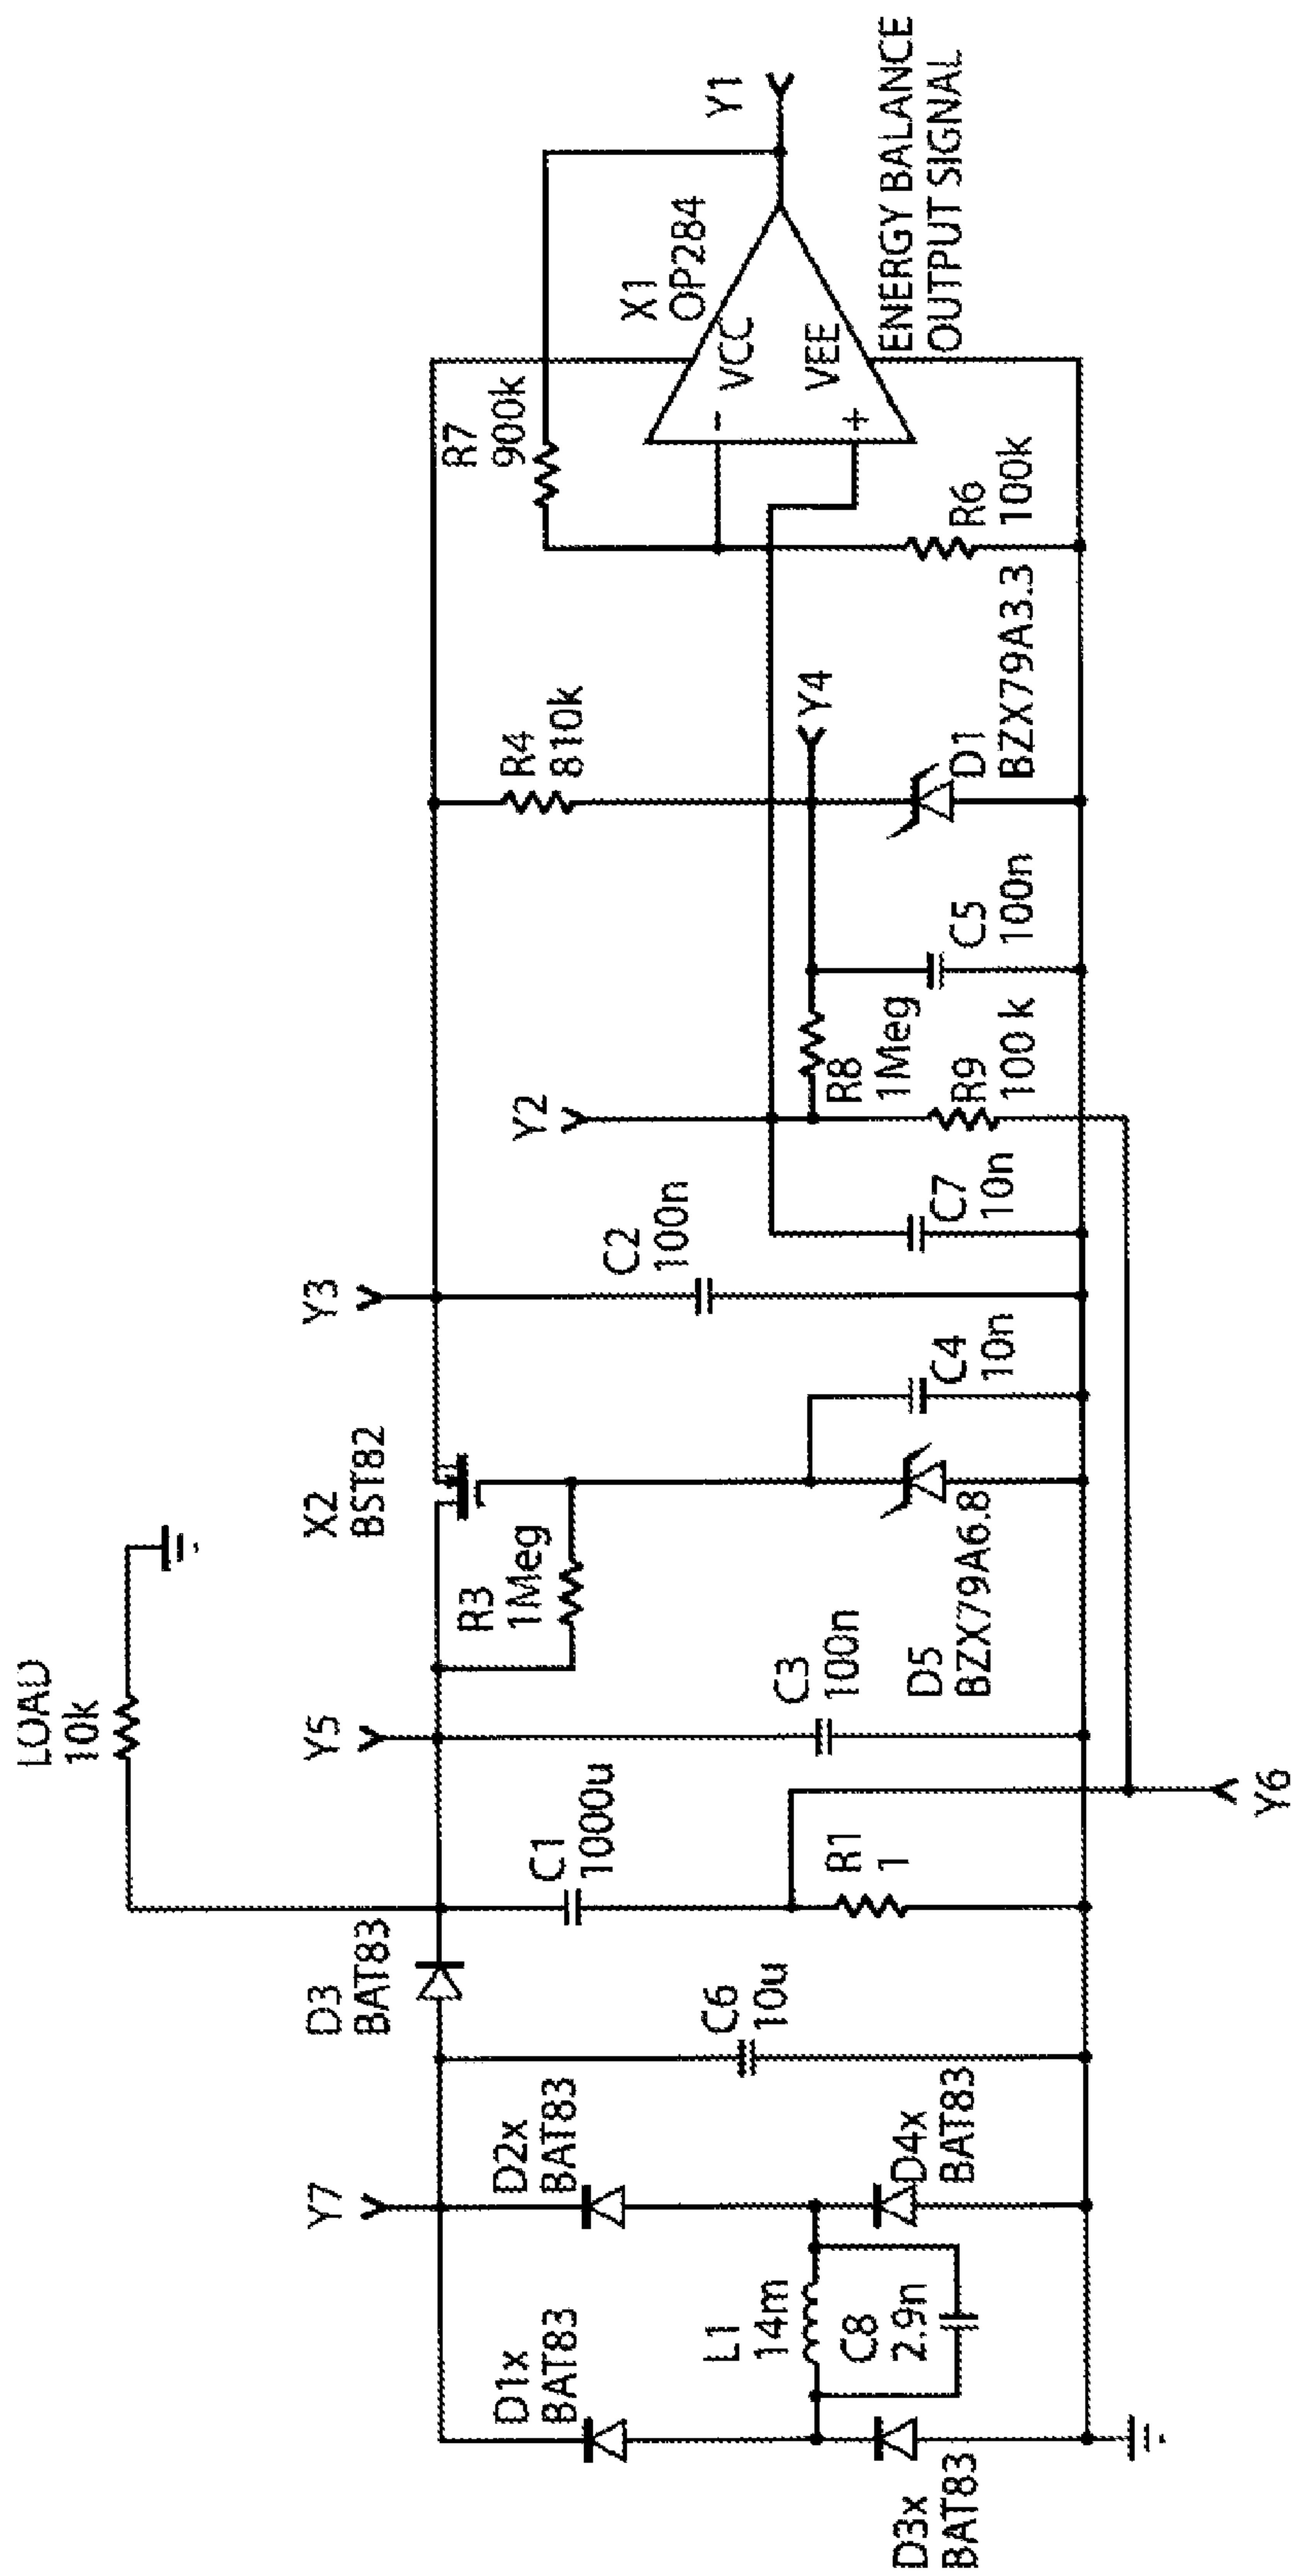 LOAD
10k
D3
BAT83
Y7
D1x
BAT83
D2x
BAT83
L1
14m
C8
2.9n
D3x
BAT83
D4x
BAT83
C6
10u
C1
1000u
R1
1
Y6
Y5
C3
100n
R3
1Meg
X2
BST82
D5
BZX79A6.8
C4
10n
Y3
C2
100n
C7
10n
Y2
R8
1Meg
R9
100 k
C5
100n
R4
810k
Y4
D1
BZX79A3.3
R7
900k
R6
100k
X1
OP284
VCC
VEE
-
+
Y1
ENERGY BALANCE
OUTPUT SIGNAL